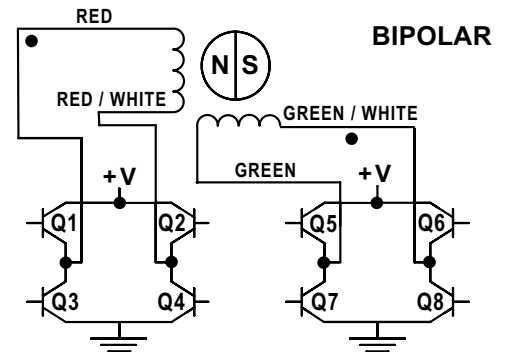 RED
BIPOLAR
N S
RED / WHITE
GREEN / WHITE
GREEN
+V
+V
Q1 Q2 Q5 Q6
Q3 Q4 Q7 Q8